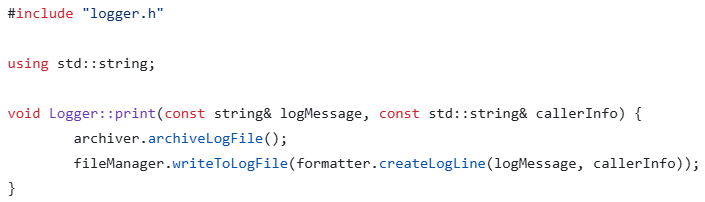 #include "logger.h"
using std::string;
void Logger::print(const string& logMessage, const std::string& callerInfo) {
        archiver.archiveLogFile();
        fileManager.writeToLogFile(formatter.createLogLine(logMessage, callerInfo));
}